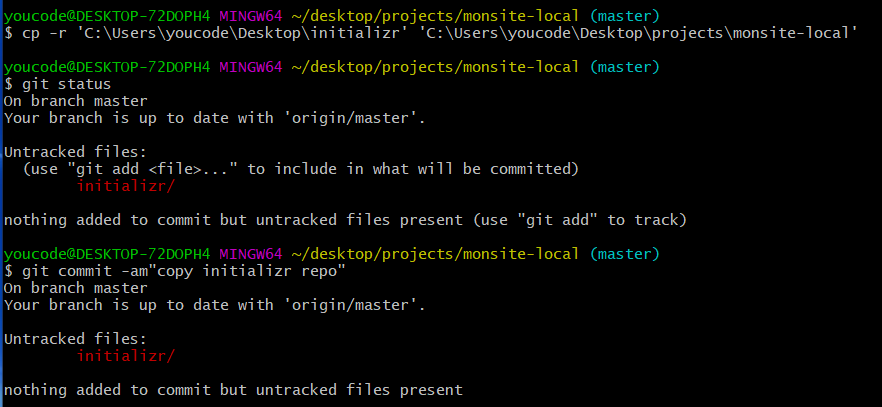 youcode@DESKTOP-72DOPH4 MINGW64 ~/desktop/projects/monsite-local (master)
$ cp -r 'C:\Users\youcode\Desktop\initializr' 'C:\Users\youcode\Desktop\projects\monsite-local'
youcode@DESKTOP-72DOPH4 MINGW64 ~/desktop/projects/monsite-local (master)
$ git status
On branch master
Your branch is up to date with 'origin/master'.
Untracked files:
  (use "git add <file>..." to include in what will be committed)
        initializr/
nothing added to commit but untracked files present (use "git add" to track)
youcode@DESKTOP-72DOPH4 MINGW64 ~/desktop/projects/monsite-local (master)
$ git commit -am"copy initializr repo"
On branch master
Your branch is up to date with 'origin/master'.
Untracked files:
        initializr/
nothing added to commit but untracked files present